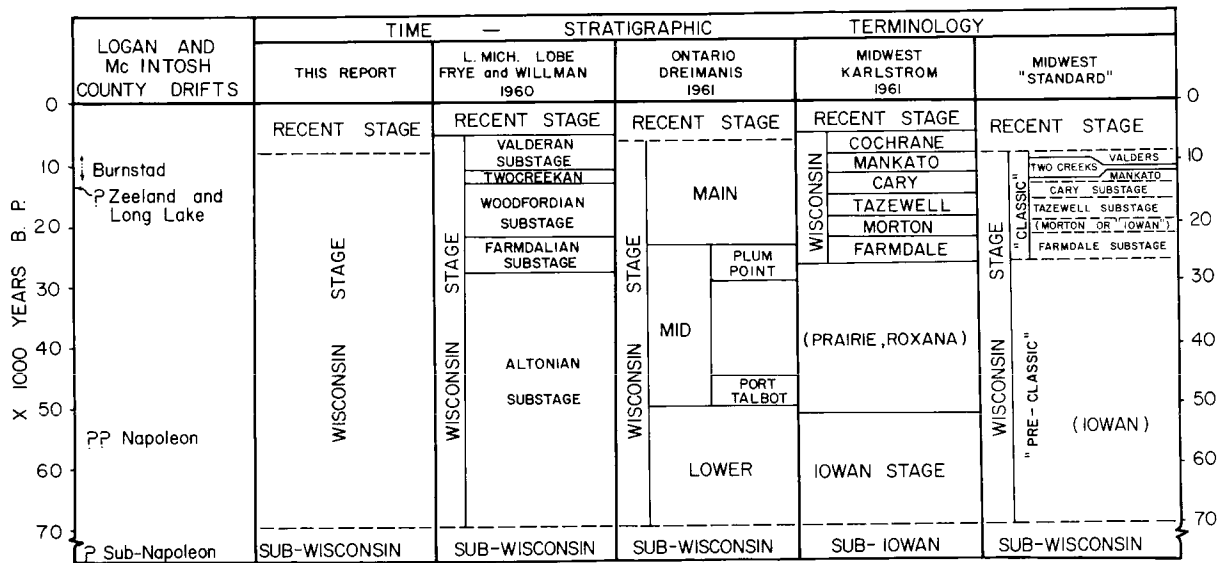 TIME — STRATIGRAPHIC TERMINOLOGY
LOGAN AND
Mc INTOSH
COUNTY DRIFTS
THIS REPORT
L. MICH. LOBE
FRYE and WILLMAN
1960
ONTARIO
DREIMANIS
1961
MIDWEST
KARLSTROM
1961
MIDWEST
"STANDARD"
X 1000 YEARS B. P.
0
10
20
30
40
50
60
70
Burnstad
? Zeeland and
Long Lake
?? Napoleon
? Sub-Napoleon
RECENT STAGE
WISCONSIN STAGE
SUB-WISCONSIN
RECENT STAGE
WISCONSIN STAGE
VALDERAN
SUBSTAGE
TWOCREEKAN
WOODFORDIAN
SUBSTAGE
FARMDALIAN
SUBSTAGE
ALTONIAN
SUBSTAGE
SUB-WISCONSIN
RECENT STAGE
WISCONSIN STAGE
MAIN
MID
PLUM
POINT
PORT
TALBOT
LOWER
SUB-WISCONSIN
RECENT STAGE
WISCONSIN
COCHRANE
MANKATO
CARY
TAZEWELL
MORTON
FARMDALE
(PRAIRIE, ROXANA)
IOWAN STAGE
SUB-IOWAN
RECENT STAGE
WISCONSIN STAGE
"CLASSIC"
VALDERS
TWO CREEKS
MANKATO
CARY SUBSTAGE
TAZEWELL SUBSTAGE
(MORTON OR "IOWAN")
FARMDALE SUBSTAGE
"PRE-CLASSIC"
(IOWAN)
SUB-WISCONSIN
0
10
20
30
40
50
60
70